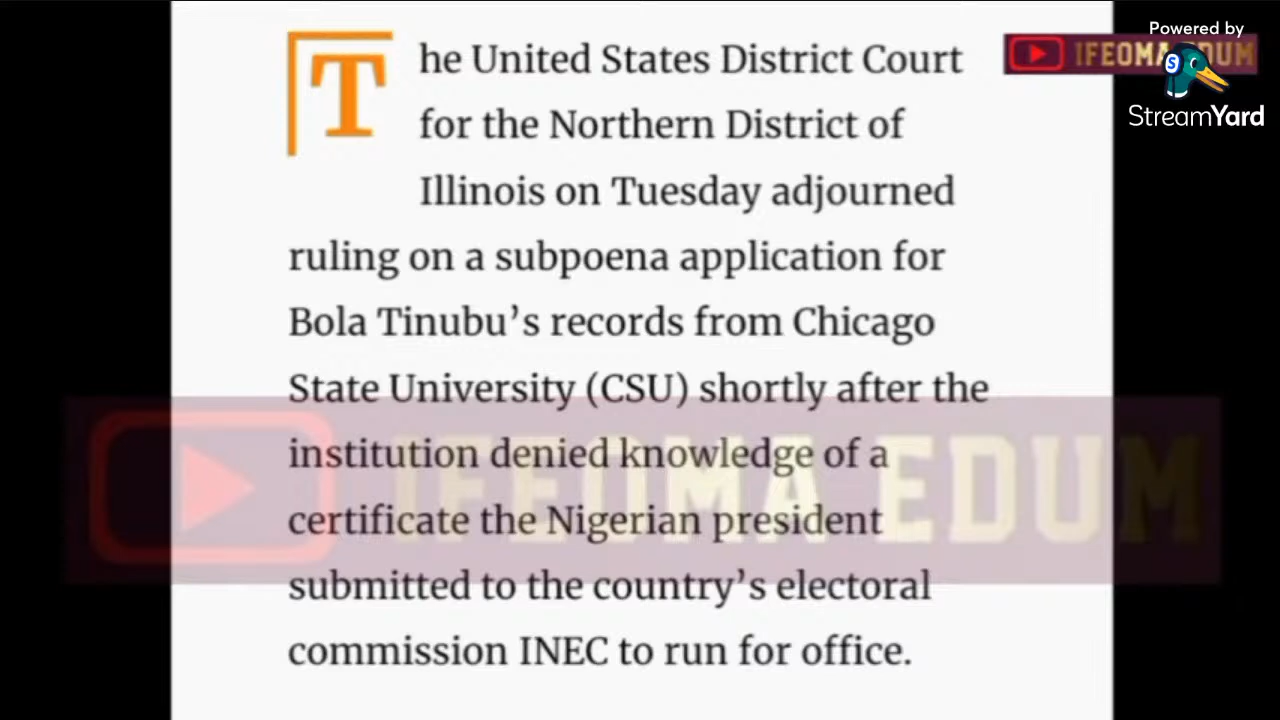 Powered by
IFEOMA EDUM
StreamYard
The United States District Court
for the Northern District of
Illinois on Tuesday adjourned
ruling on a subpoena application for
Bola Tinubu’s records from Chicago
State University (CSU) shortly after the
institution denied knowledge of a
certificate the Nigerian president
submitted to the country’s electoral
commission INEC to run for office.
IFEOMA EDUM